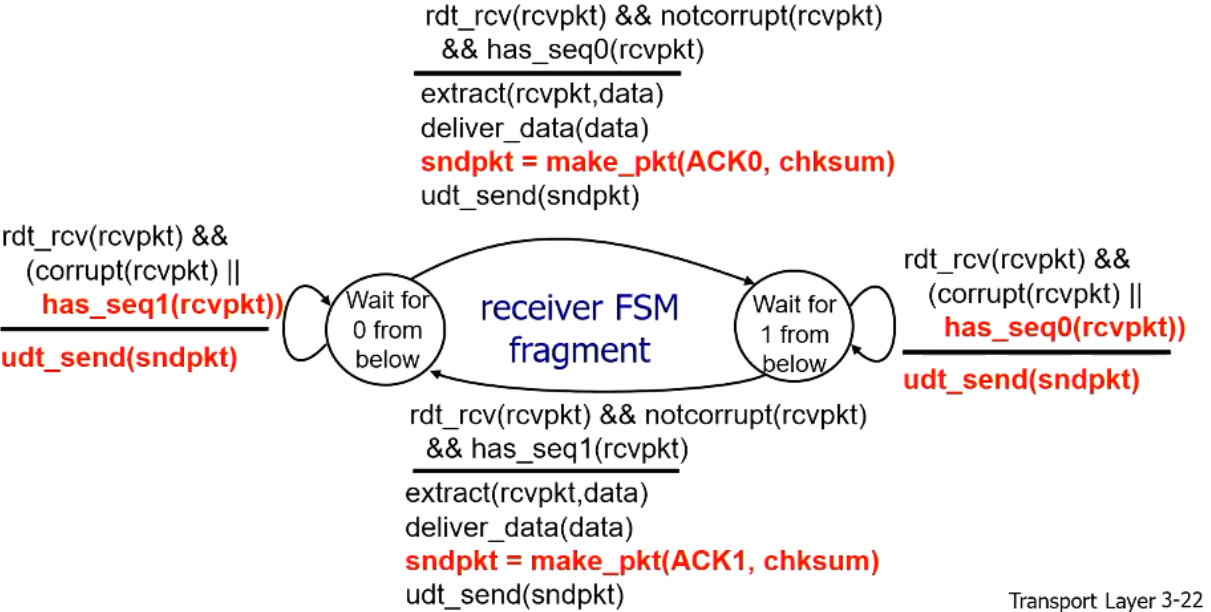 rdt_rcv(rcvpkt) && notcorrupt(rcvpkt)
&& has_seq0(rcvpkt)
extract(rcvpkt,data)
deliver_data(data)
sndpkt = make_pkt(ACK0, chksum)
udt_send(sndpkt)
rdt_rcv(rcvpkt) &&
(corrupt(rcvpkt) ||
has_seq1(rcvpkt))
udt_send(sndpkt)
Wait for
0 from
below
receiver FSM
fragment
Wait for
1 from
below
rdt_rcv(rcvpkt) &&
(corrupt(rcvpkt) ||
has_seq0(rcvpkt))
udt_send(sndpkt)
rdt_rcv(rcvpkt) && notcorrupt(rcvpkt)
&& has_seq1(rcvpkt)
extract(rcvpkt,data)
deliver_data(data)
sndpkt = make_pkt(ACK1, chksum)
udt_send(sndpkt)
Transport Layer 3-22